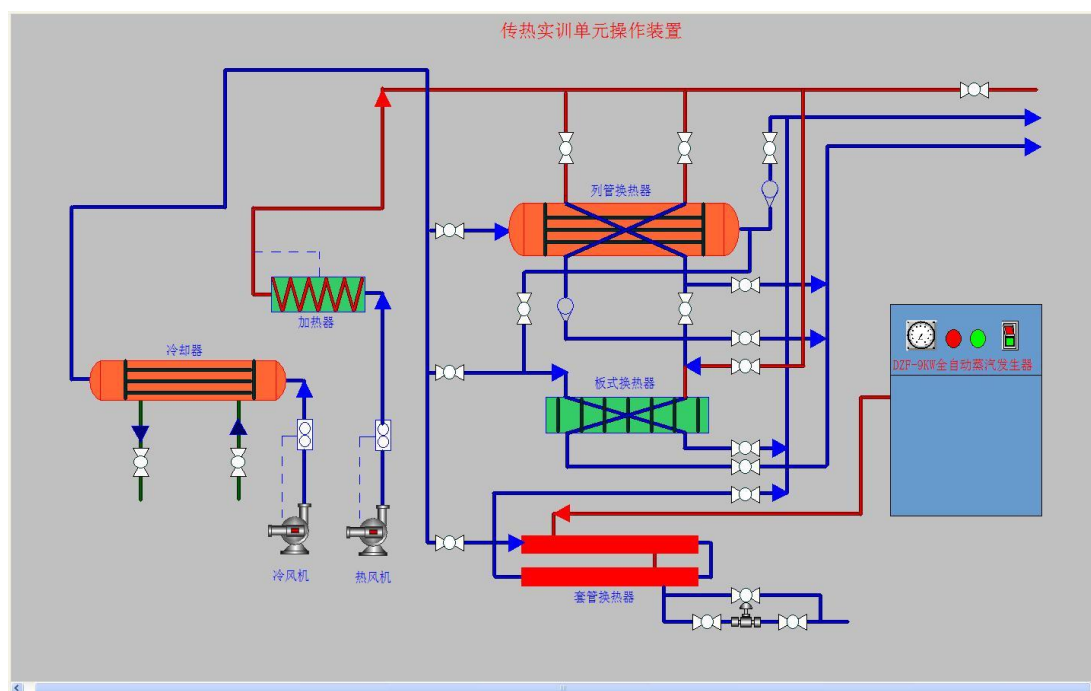 传热实训单元操作装置
列管换热器
加热器
冷却器
板式换热器
DZF-9KW全自动蒸汽发生器
冷风机
热风机
套管换热器